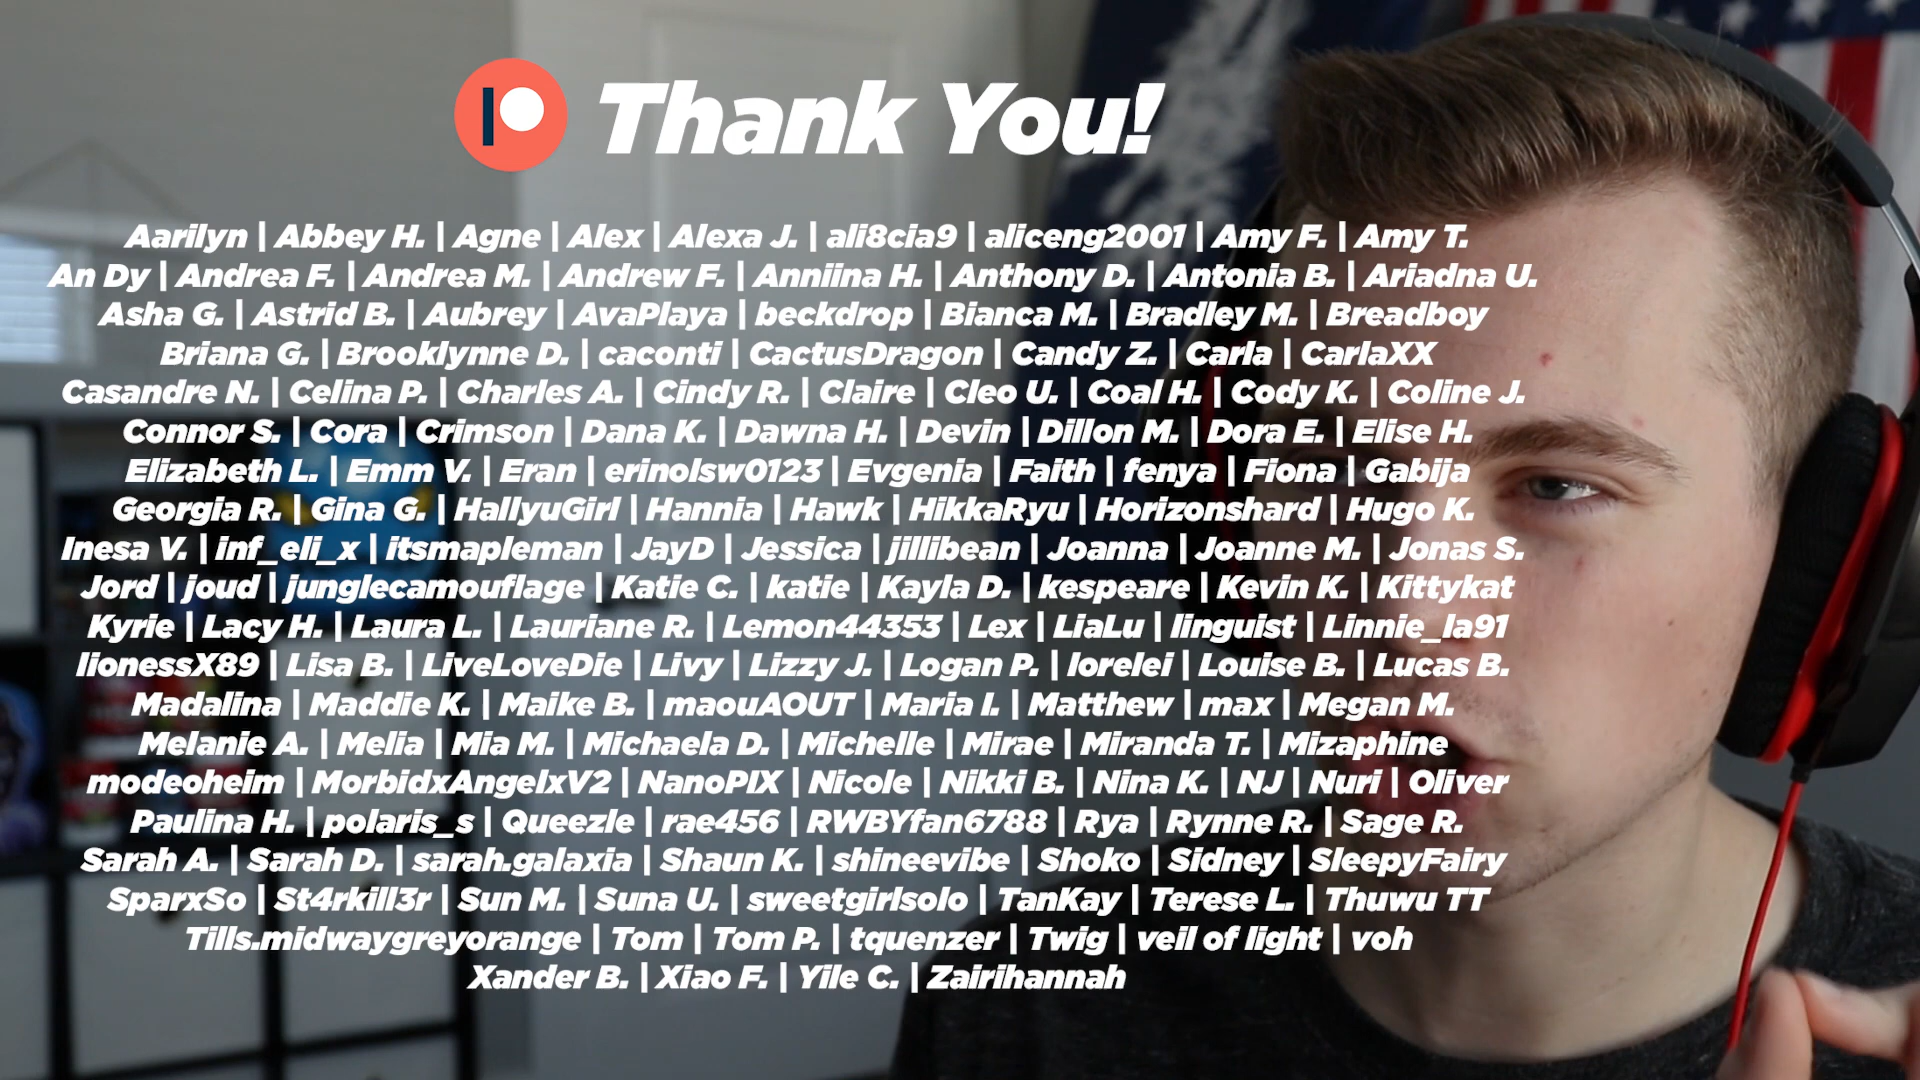 Thank You!
Aarilyn | Abbey H. | Agne | Alex | Alexa J. | ali8cia9 | aliceng2001 | Amy F. | Amy T.
An Dy | Andrea F. | Andrea M. | Andrew F. | Anniina H. | Anthony D. | Antonia B. | Ariadna U.
Asha G. | Astrid B. | Aubrey | AvaPlaya | beckdrop | Bianca M. | Bradley M. | Breadboy
Briana G. | Brooklynne D. | caconti | CactusDragon | Candy Z. | Carla | CarlaXX
Casandre N. | Celina P. | Charles A. | Cindy R. | Claire | Cleo U. | Coal H. | Cody K. | Coline J.
Connor S. | Cora | Crimson | Dana K. | Dawna H. | Devin | Dillon M. | Dora E. | Elise H.
Elizabeth L. | Emm V. | Eran | erinolsw0123 | Evgenia | Faith | fenya | Fiona | Gabija
Georgia R. | Gina G. | HallyuGirl | Hannia | Hawk | HikkaRyu | Horizonshard | Hugo K.
Inesa V. | inf_eli_x | itsmapleman | JayD | Jessica | jillibean | Joanna | Joanne M. | Jonas S.
Jord | joud | junglecamouflage | Katie C. | katie | Kayla D. | kespeare | Kevin K. | Kittykat
Kyrie | Lacy H. | Laura L. | Lauriane R. | Lemon44353 | Lex | LiaLu | linguist | Linnie_la91
lionessX89 | Lisa B. | LiveLoveDie | Livy | Lizzy J. | Logan P. | lorelei | Louise B. | Lucas B.
Madalina | Maddie K. | Maike B. | maouAOUT | Maria I. | Matthew | max | Megan M.
Melanie A. | Melia | Mia M. | Michaela D. | Michelle | Mirae | Miranda T. | Mizaphine
modeoheim | MorbidxAngelxV2 | NanoPIX | Nicole | Nikki B. | Nina K. | NJ | Nuri | Oliver
Paulina H. | polaris_s | Queezle | rae456 | RWBYfan6788 | Rya | Rynne R. | Sage R.
Sarah A. | Sarah D. | sarah.galaxia | Shaun K. | shineevibe | Shoko | Sidney | SleepyFairy
SparxSo | St4rkill3r | Sun M. | Suna U. | sweetgirlsolo | TanKay | Terese L. | Thuwu TT
Tills.midwaygreyorange | Tom | Tom P. | tquenzer | Twig | veil of light | voh
Xander B. | Xiao F. | Yile C. | Zairihannah